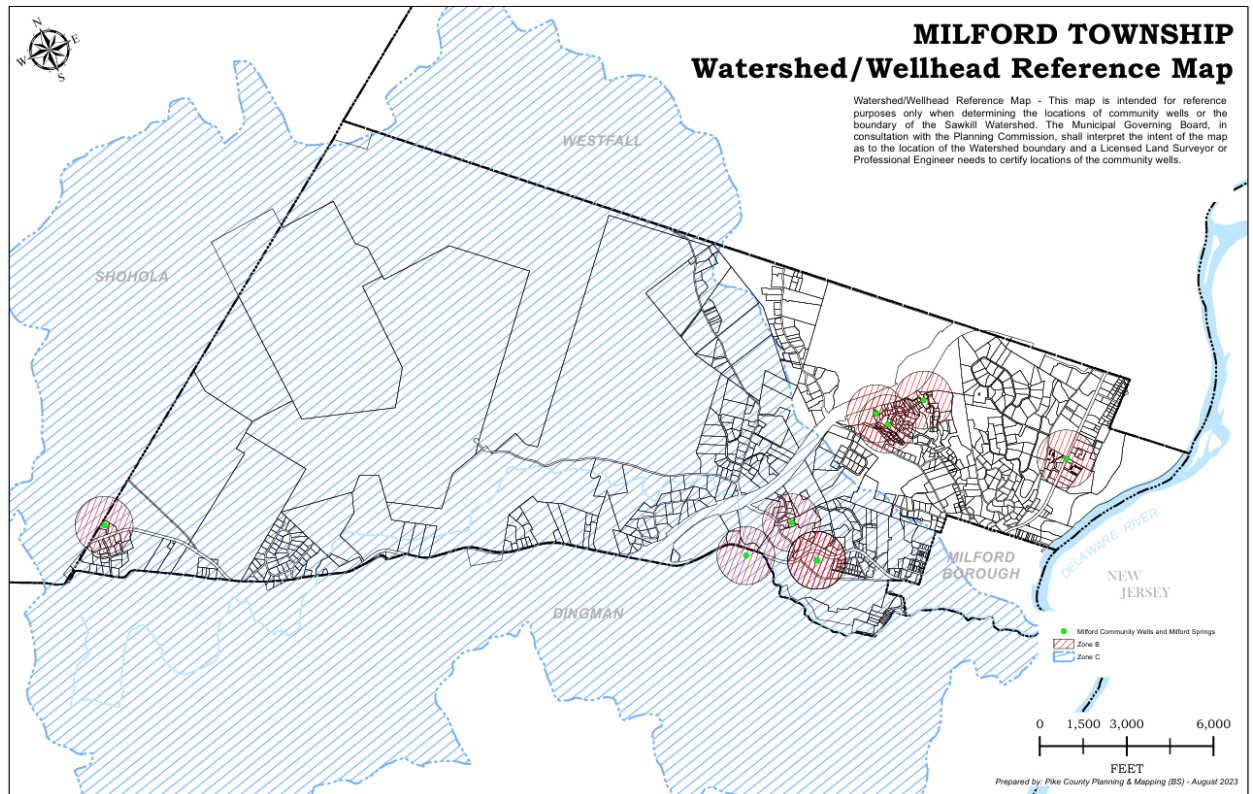 MILFORD TOWNSHIP
Watershed/Wellhead Reference Map
N
E
W
S
Watershed/Wellhead Reference Map - This map is intended for reference
purposes only when determining the locations of community wells or the
boundary of the Sawkill Watershed. The Municipal Governing Board, in
consultation with the Planning Commission, shall interpret the intent of the map
as to the location of the Watershed boundary and a Licensed Land Surveyor or
Professional Engineer needs to certify locations of the community wells.
WESTFALL
SHOHOLA
DELAWARE RIVER
MILFORD
BOROUGH
NEW
JERSEY
DINGMAN
Milford Community Wells and Milford Springs
Zone B
Zone C
0 1,500 3,000 6,000
FEET
Prepared by: Pike County Planning & Mapping (BS) - August 2023